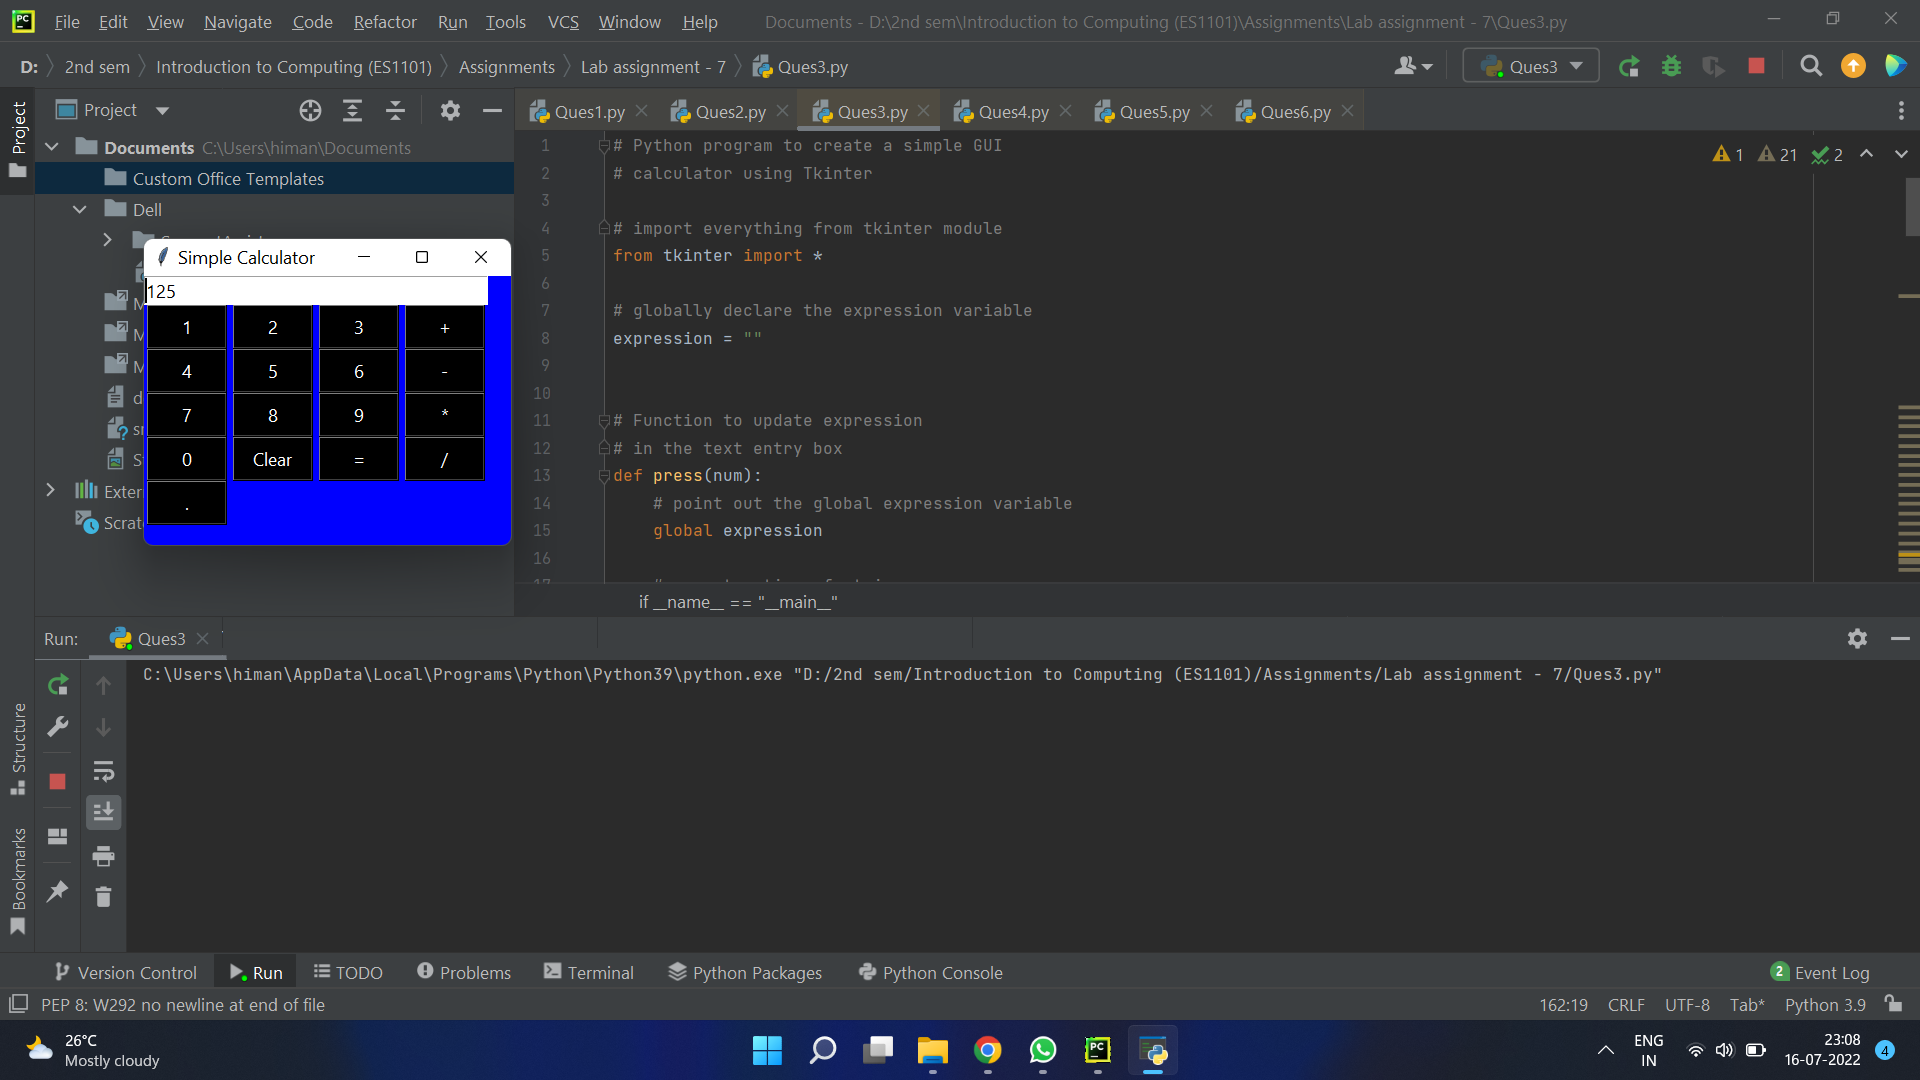 PC File Edit View Navigate Code Refactor Run Tools VCS Window Help Documents - D:\2nd sem\Introduction to Computing (ES1101)\Assignments\Lab assignment - 7\Ques3.py
D: 2nd sem Introduction to Computing (ES1101) Assignments Lab assignment - 7 Ques3.py Ques3
Project
Project
Ques1.py Ques2.py Ques3.py Ques4.py Ques5.py Ques6.py
Documents C:\Users\himan\Documents
Custom Office Templates
Dell
Simple Calculator
125
1 2 3 +
4 5 6 -
7 8 9 *
0 Clear = /
.
Exter
Scrat
1 # Python program to create a simple GUI
2 # calculator using Tkinter
3
4 # import everything from tkinter module
5 from tkinter import *
6
7 # globally declare the expression variable
8 expression = ""
9
10
11 # Function to update expression
12 # in the text entry box
13 def press(num):
14 # point out the global expression variable
15 global expression
16
1 21 2
if __name__ == "__main__"
Run: Ques3
C:\Users\himan\AppData\Local\Programs\Python\Python39\python.exe "D:/2nd sem/Introduction to Computing (ES1101)/Assignments/Lab assignment - 7/Ques3.py"
Structure
Bookmarks
Version Control Run TODO Problems Terminal Python Packages Python Console 2 Event Log
PEP 8: W292 no newline at end of file 162:19 CRLF UTF-8 Tab* Python 3.9
26°C
Mostly cloudy
PC
ENG
IN
23:08
16-07-2022
4